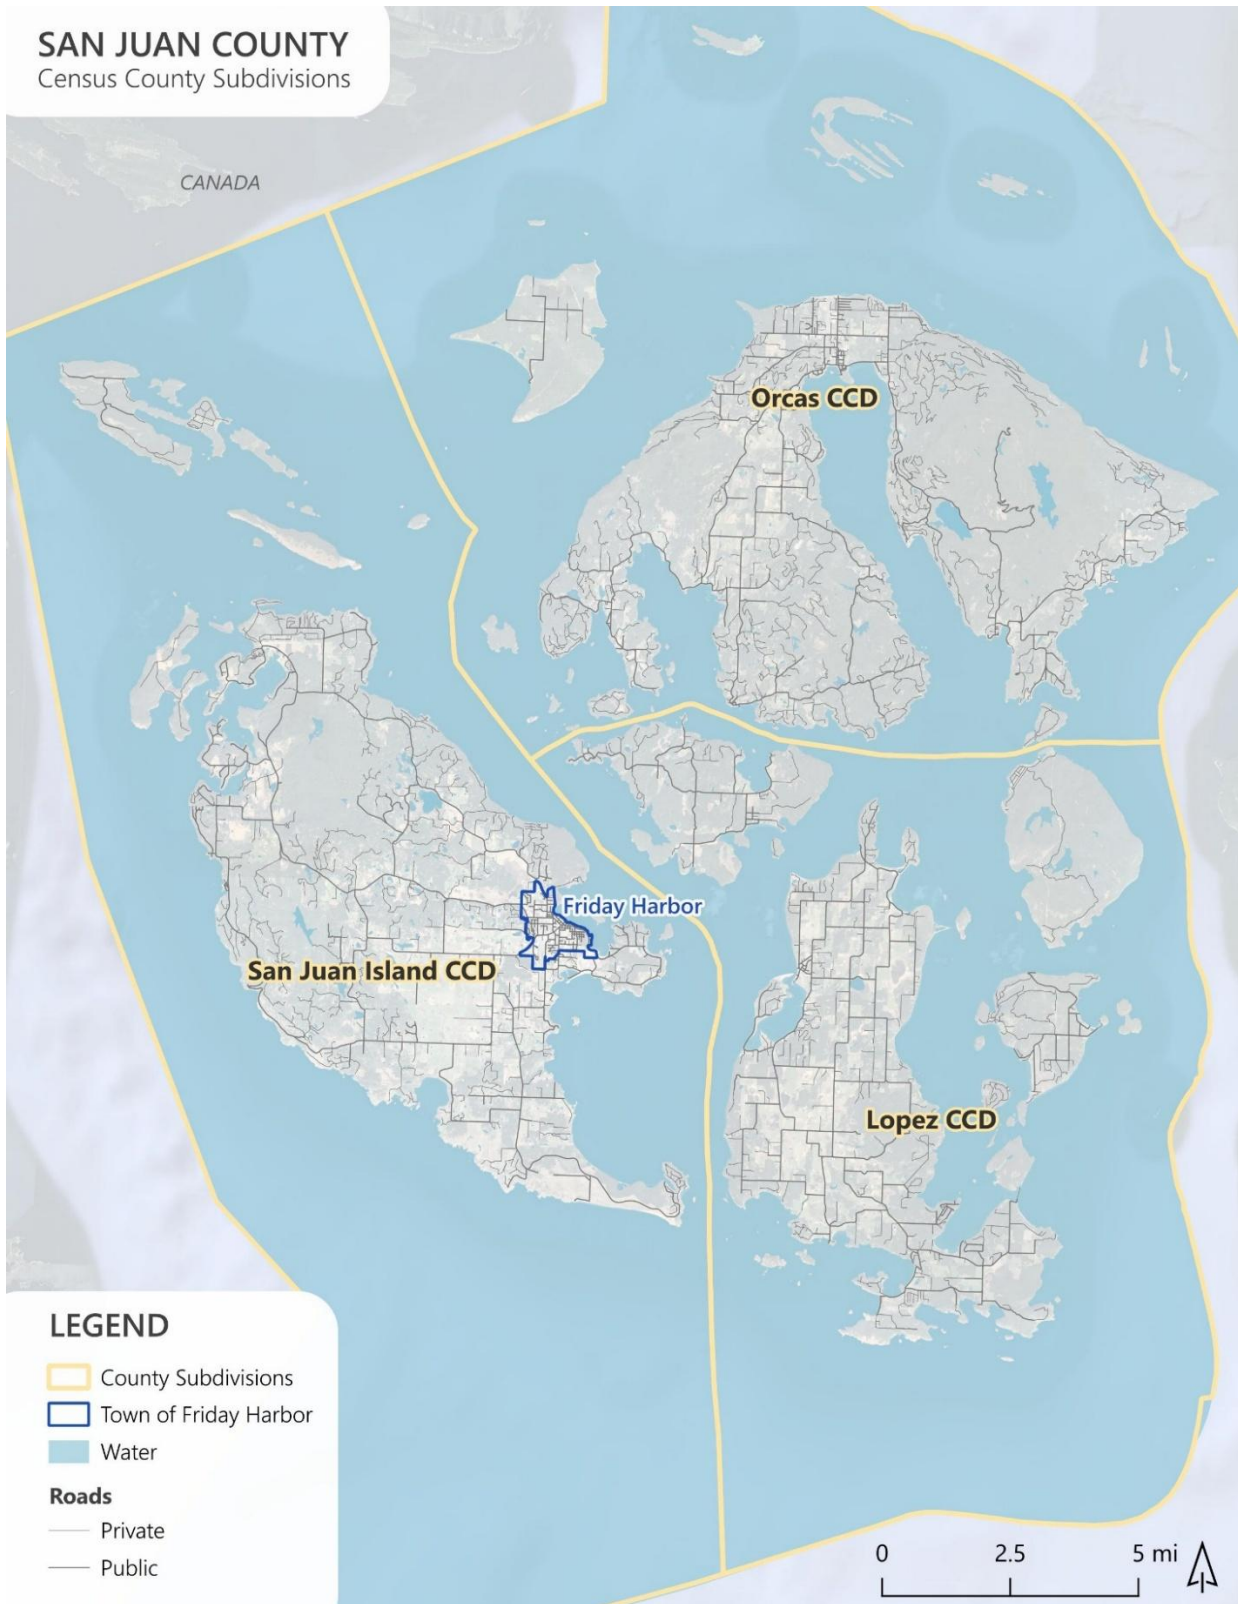 SAN JUAN COUNTY
Census County Subdivisions
CANADA
Orcas CCD
Friday Harbor
San Juan Island CCD
Lopez CCD
LEGEND
County Subdivisions
Town of Friday Harbor
Water
Roads
Private
Public
0 2.5 5 mi